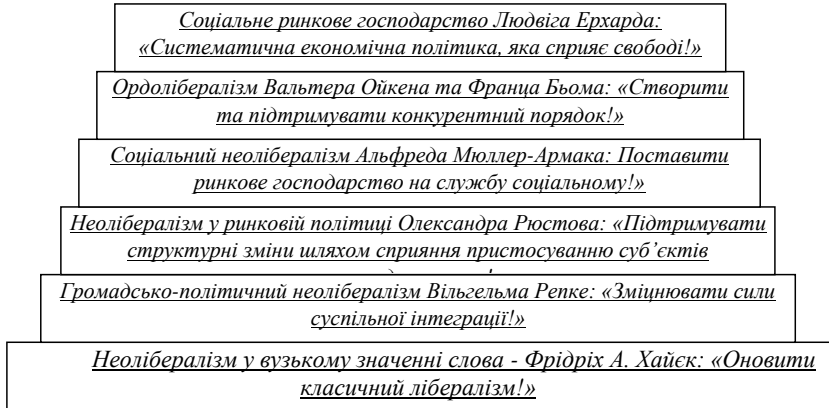 Соціальне ринкове господарство Людвіга Ерхарда:
«Систематична економічна політика, яка сприяє свободі!»
Ордолібералізм Вальтера Ойкена та Франца Бьома: «Створити
та підтримувати конкурентний порядок!»
Соціальний неолібералізм Альфреда Мюллер-Армака: Поставити
ринкове господарство на службу соціальному!»
Неолібералізм у ринковій політиці Олександра Рюстова: «Підтримувати
структурні зміни шляхом сприяння пристосуванню суб’єктів
Громадсько-політичний неолібералізм Вільгельма Репке: «Зміцнювати сили
суспільної інтеграції!»
Неолібералізм у вузькому значенні слова - Фрідріх А. Хайєк: «Оновити
класичний лібералізм!»